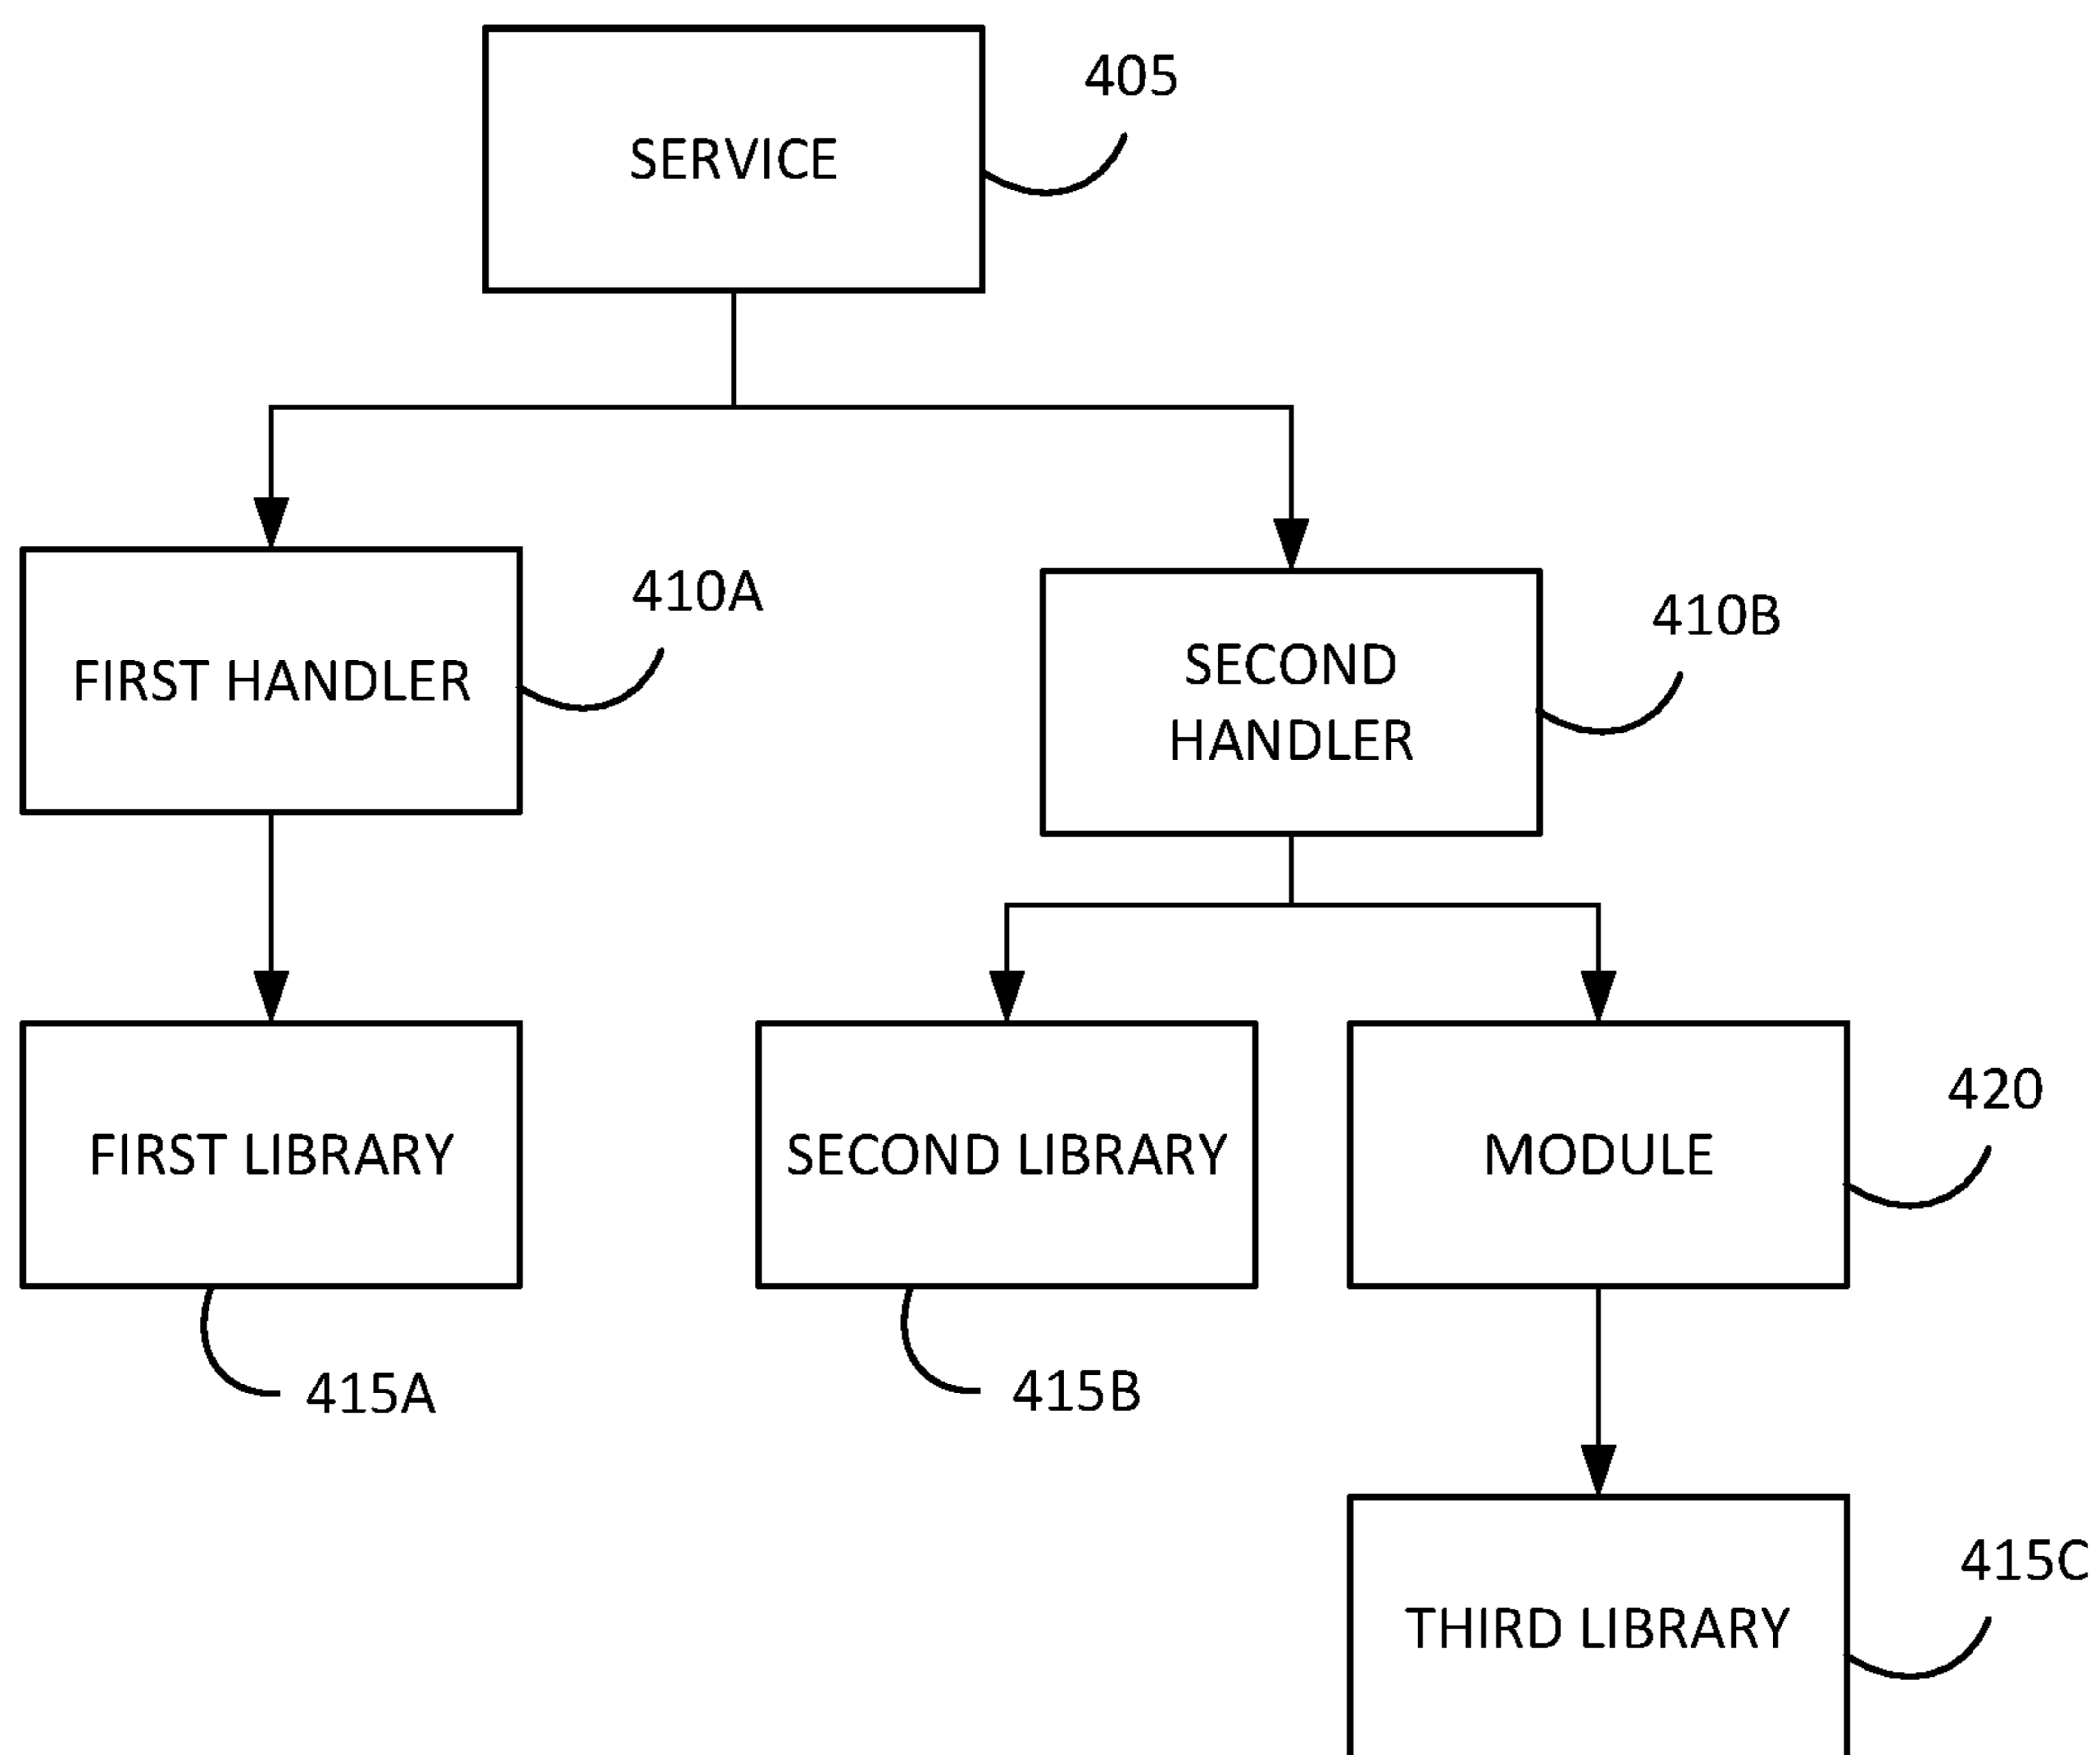 SERVICE
405
FIRST HANDLER
410A
SECOND
HANDLER
410B
FIRST LIBRARY
415A
SECOND LIBRARY
415B
MODULE
420
THIRD LIBRARY
415C